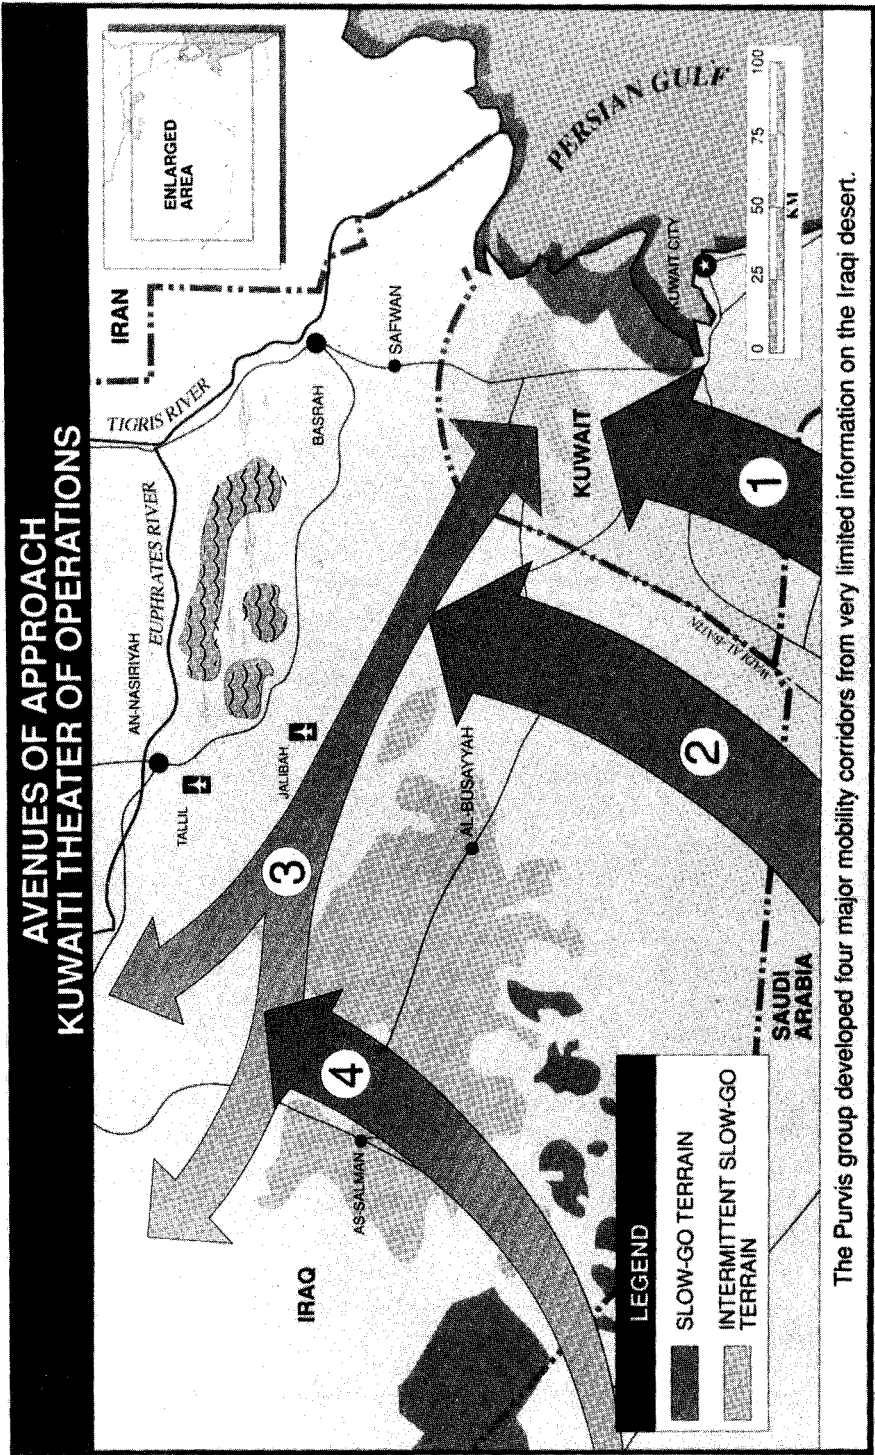 AVENUES OF APPROACH
KUWAITI THEATER OF OPERATIONS
ENLARGED
AREA
IRAN
TIGRIS RIVER
EUPHRATES RIVER
AN-NASIRIYAH
TALLIL
JALIBAH
BASRAH
SAFWAN
PERSIAN GULF
KUWAIT CITY
KUWAIT
WADI AL BATIN
AL-BUSAYYAH
AS-SALMAN
IRAQ
SAUDI
ARABIA
1
2
3
4
0 25 50 75 100
KM
LEGEND
SLOW-GO TERRAIN
INTERMITTENT SLOW-GO
TERRAIN
The Purvis group developed four major mobility corridors from very limited information on the Iraqi desert.